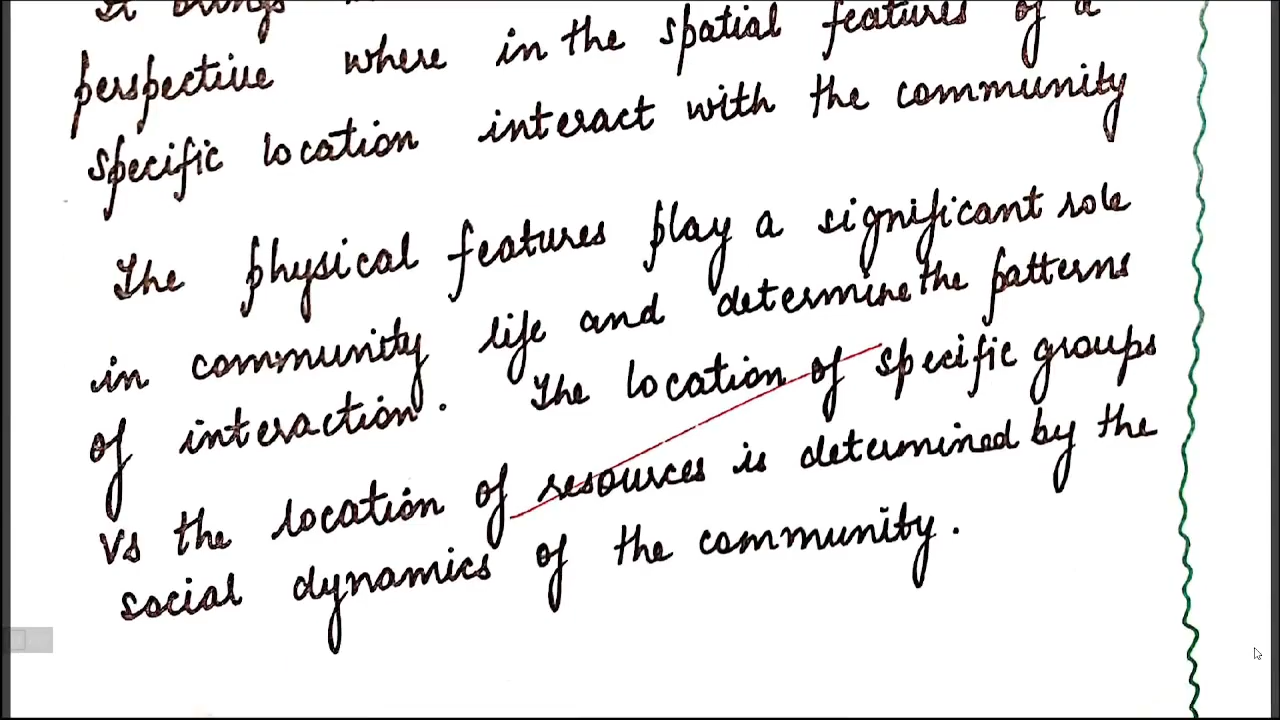 It brings
perspective where in the spatial features of a
specific location interact with the community
The physical features play a significant role
in community life and determine the patterns
of interaction. The location of specific groups
Vs the location of resources is determined by the
social dynamics of the community.